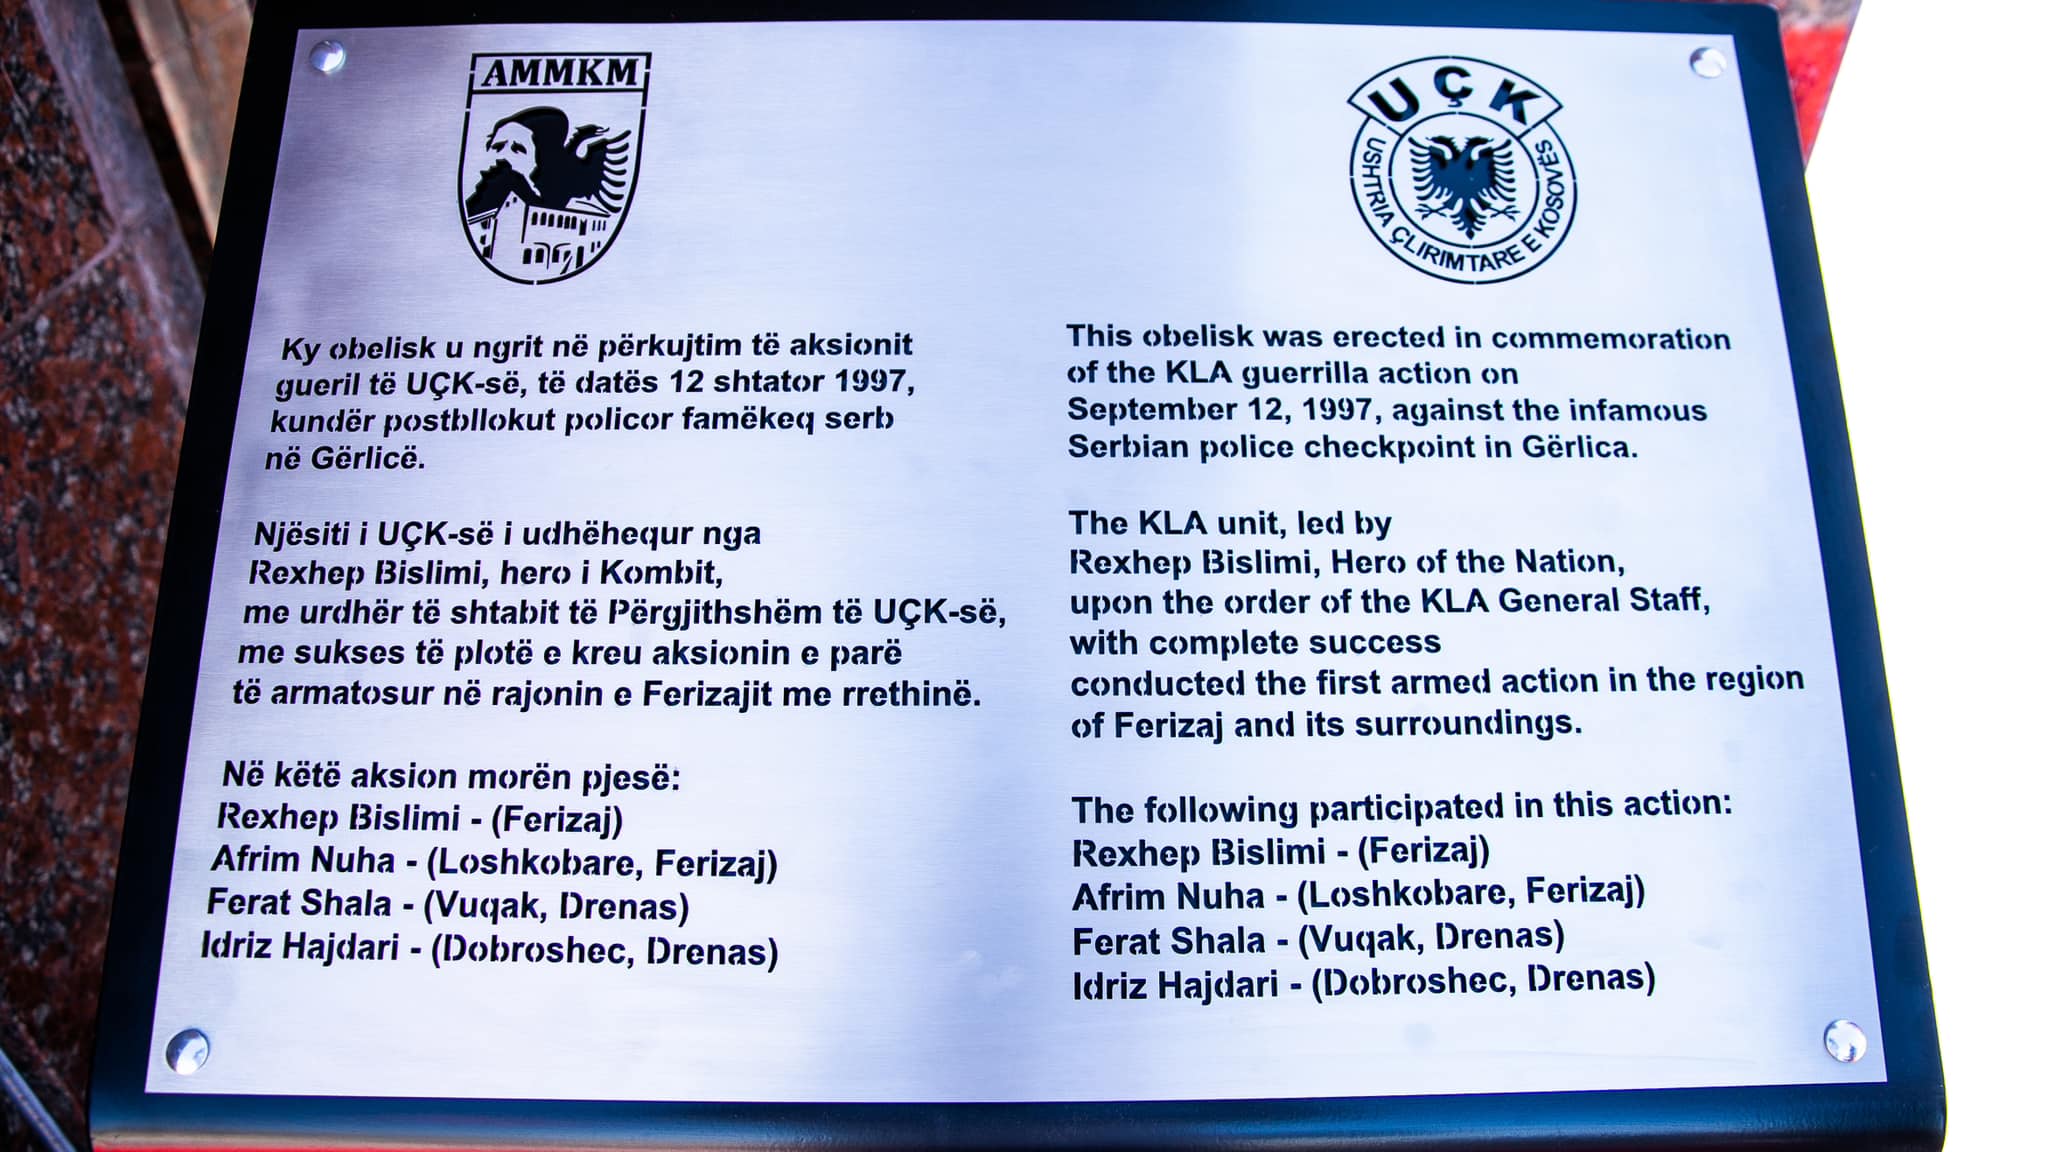 AMMKM
UÇK
USHTRIA ÇLIRIMTARE E KOSOVËS
Ky obelisk u ngrit në përkujtim të aksionit
gueril të UÇK-së, të datës 12 shtator 1997,
kundër postbllokut policor famëkeq serb
në Gërlicë.
Njësiti i UÇK-së i udhëhequr nga
Rexhep Bislimi, hero i Kombit,
me urdhër të shtabit të Përgjithshëm të UÇK-së,
me sukses të plotë e kreu aksionin e parë
të armatosur në rajonin e Ferizajit me rrethinë.
Në këtë aksion morën pjesë:
Rexhep Bislimi - (Ferizaj)
Afrim Nuha - (Loshkobare, Ferizaj)
Ferat Shala - (Vuqak, Drenas)
Idriz Hajdari - (Dobroshec, Drenas)
This obelisk was erected in commemoration
of the KLA guerrilla action on
September 12, 1997, against the infamous
Serbian police checkpoint in Gërlica.
The KLA unit, led by
Rexhep Bislimi, Hero of the Nation,
upon the order of the KLA General Staff,
with complete success
conducted the first armed action in the region
of Ferizaj and its surroundings.
The following participated in this action:
Rexhep Bislimi - (Ferizaj)
Afrim Nuha - (Loshkobare, Ferizaj)
Ferat Shala - (Vuqak, Drenas)
Idriz Hajdari - (Dobroshec, Drenas)